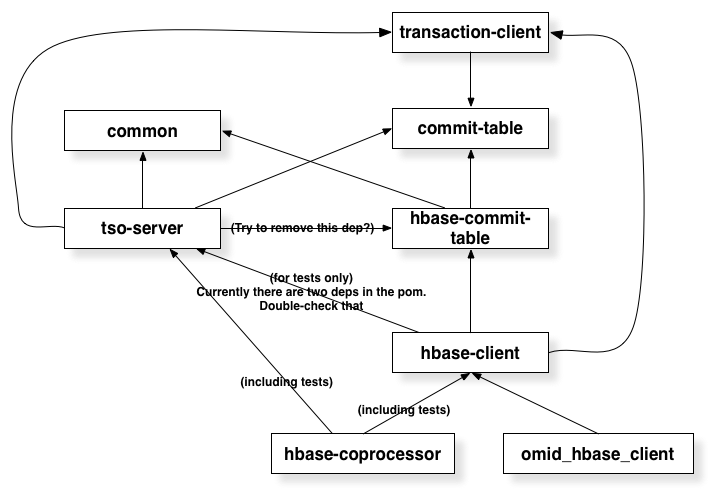 transaction-client
common
commit-table
tso-server
(Try to remove this dep?)
hbase-commit-
table
(for tests only)
Currently there are two deps in the pom.
Double-check that
hbase-client
(including tests)
(including tests)
hbase-coprocessor
omid_hbase_client